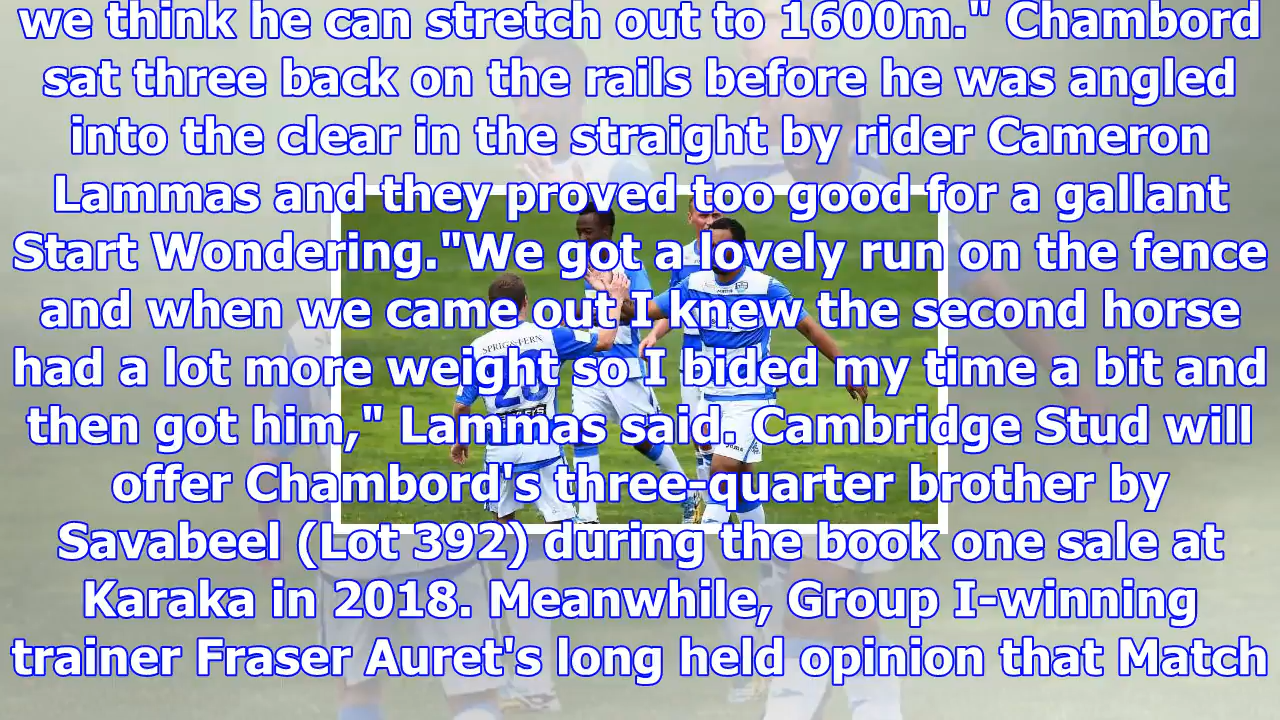 we think he can stretch out to 1600m." Chambord
sat three back on the rails before he was angled
into the clear in the straight by rider Cameron
Lammas and they proved too good for a gallant
Start Wondering."We got a lovely run on the fence
and when we came out I knew the second horse
had a lot more weight so I bided my time a bit and
then got him," Lammas said. Cambridge Stud will
offer Chambord's three-quarter brother by
Savabeel (Lot 392) during the book one sale at
Karaka in 2018. Meanwhile, Group I-winning
trainer Fraser Auret's long held opinion that Match
SPRIG & FERN
20